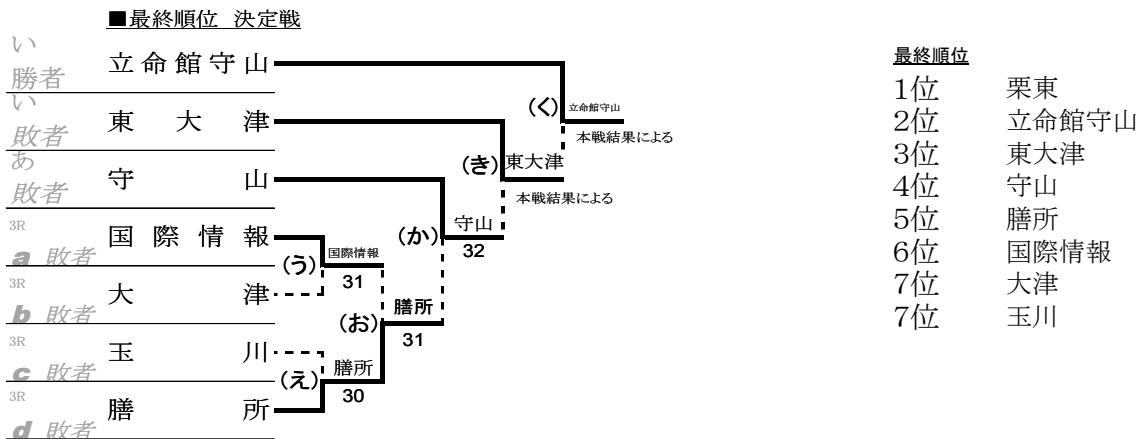 ■最終順位 決定戦
い
勝者
立命館守山
い
敗者
東大津
あ
敗者
守山
3R
a 敗者
国際情報
3R
b 敗者
大津
3R
c 敗者
玉川
3R
d 敗者
膳所
(う)
国際情報
31
(え)
膳所
30
(お)
膳所
31
(か)
守山
32
(き)
東大津
本戦結果による
(く)
立命館守山
本戦結果による
最終順位
1位 栗東
2位 立命館守山
3位 東大津
4位 守山
5位 膳所
6位 国際情報
7位 大津
7位 玉川